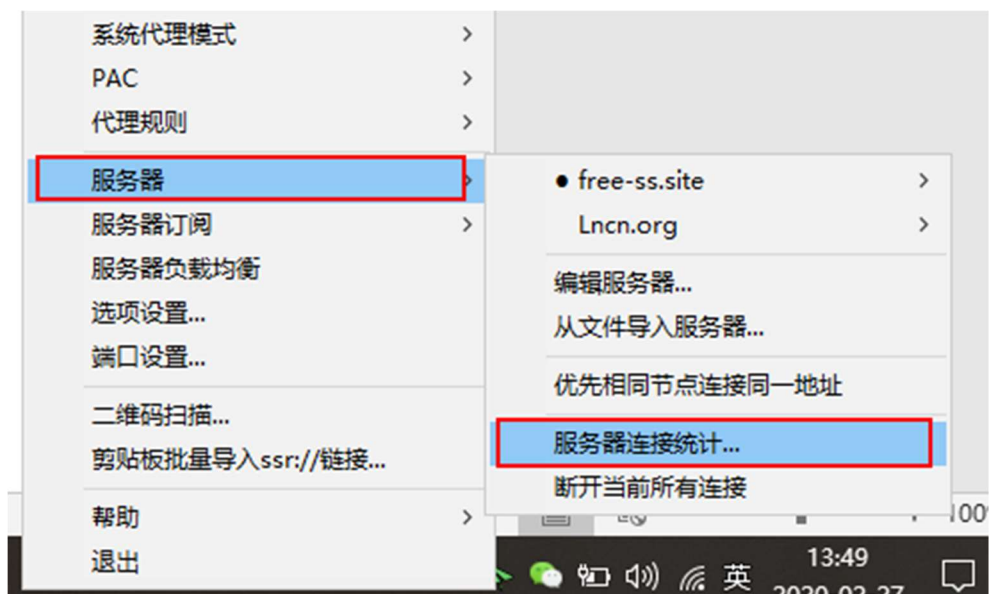 系统代理模式
PAC
代理规则
服务器
服务器订阅
服务器负载均衡
选项设置...
端口设置...
二维码扫描...
剪贴板批量导入ssr://链接...
帮助
退出
free-ss.site
Lncn.org
编辑服务器...
从文件导入服务器...
优先相同节点连接同一地址
服务器连接统计...
断开当前所有连接
100%
英
13:49